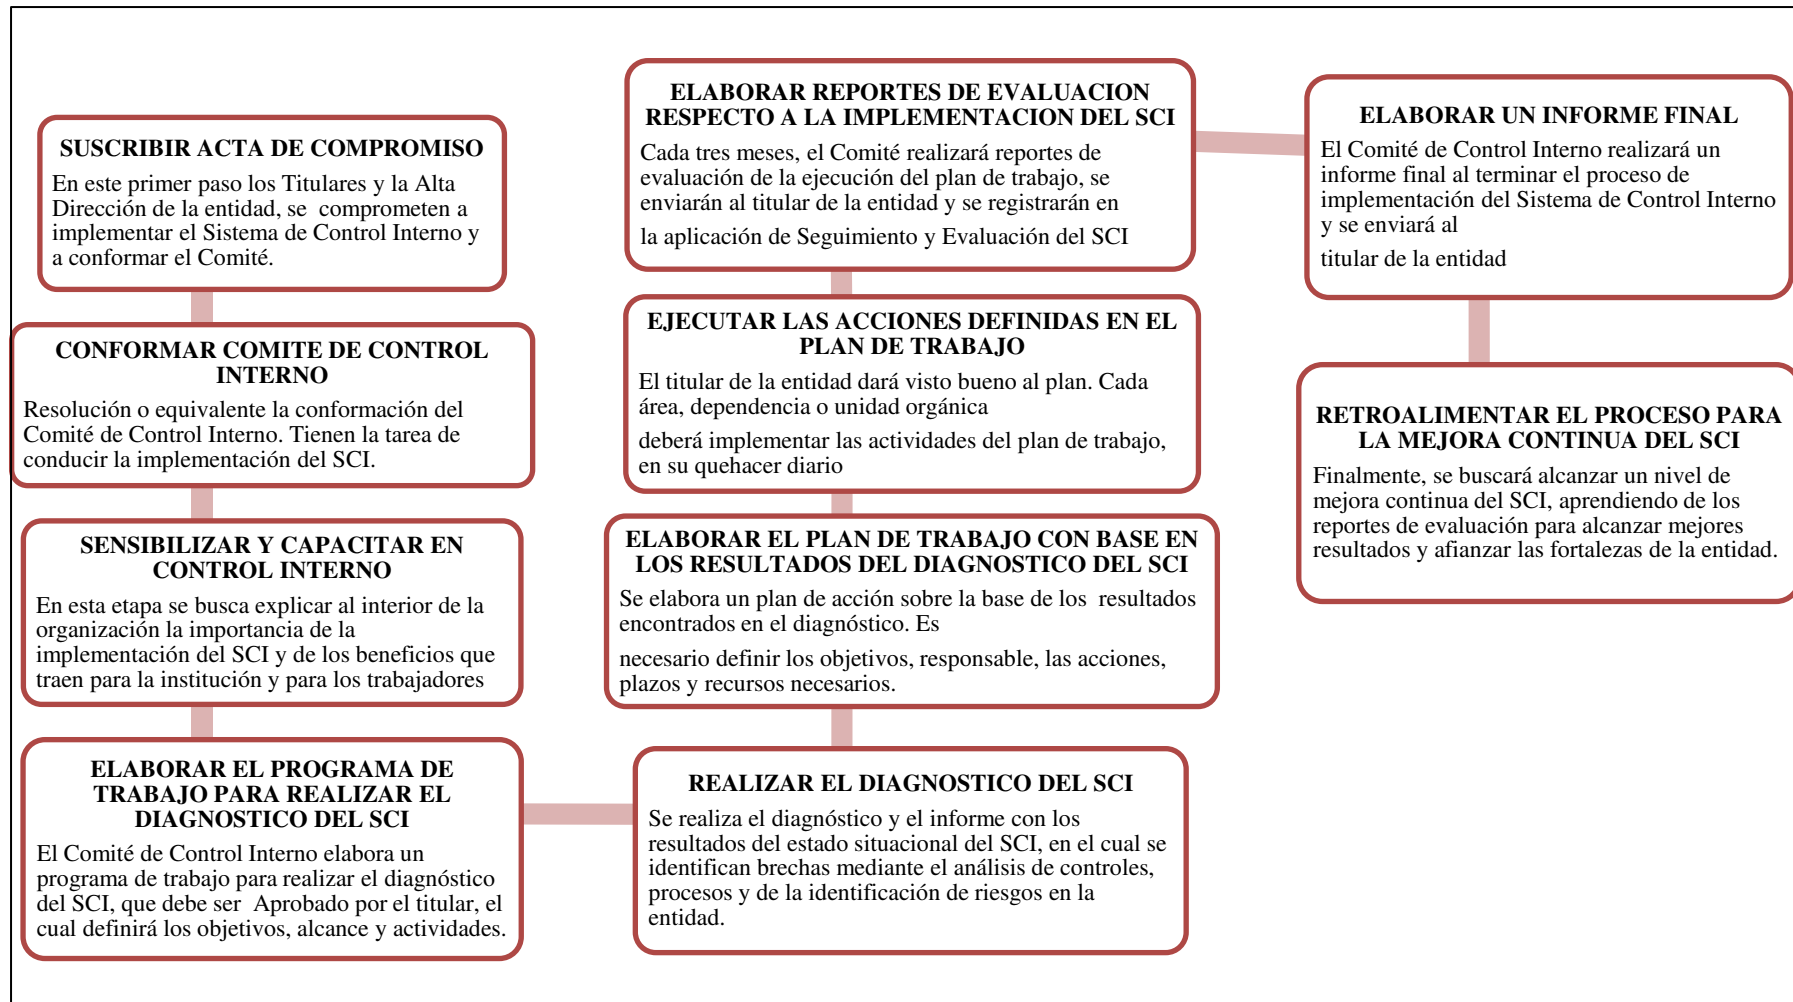 SUSCRIBIR ACTA DE COMPROMISO
En este primer paso los Titulares y la Alta
Dirección de la entidad, se comprometen a
implementar el Sistema de Control Interno y
a conformar el Comité.
CONFORMAR COMITE DE CONTROL
INTERNO
Resolución o equivalente la conformación del
Comité de Control Interno. Tienen la tarea de
conducir la implementación del SCI.
SENSIBILIZAR Y CAPACITAR EN
CONTROL INTERNO
En esta etapa se busca explicar al interior de la
organización la importancia de la
implementación del SCI y de los beneficios que
traen para la institución y para los trabajadores
ELABORAR EL PROGRAMA DE
TRABAJO PARA REALIZAR EL
DIAGNOSTICO DEL SCI
El Comité de Control Interno elabora un
programa de trabajo para realizar el diagnóstico
del SCI, que debe ser Aprobado por el titular, el
cual definirá los objetivos, alcance y actividades.
REALIZAR EL DIAGNOSTICO DEL SCI
Se realiza el diagnóstico y el informe con los
resultados del estado situacional del SCI, en el cual se
identifican brechas mediante el análisis de controles,
procesos y de la identificación de riesgos en la
entidad.
ELABORAR EL PLAN DE TRABAJO CON BASE EN
LOS RESULTADOS DEL DIAGNOSTICO DEL SCI
Se elabora un plan de acción sobre la base de los resultados
encontrados en el diagnóstico. Es
necesario definir los objetivos, responsable, las acciones,
plazos y recursos necesarios.
EJECUTAR LAS ACCIONES DEFINIDAS EN EL
PLAN DE TRABAJO
El titular de la entidad dará visto bueno al plan. Cada
área, dependencia o unidad orgánica
deberá implementar las actividades del plan de trabajo,
en su quehacer diario
ELABORAR REPORTES DE EVALUACION
RESPECTO A LA IMPLEMENTACION DEL SCI
Cada tres meses, el Comité realizará reportes de
evaluación de la ejecución del plan de trabajo, se
enviarán al titular de la entidad y se registrarán en
la aplicación de Seguimiento y Evaluación del SCI
ELABORAR UN INFORME FINAL
El Comité de Control Interno realizará un
informe final al terminar el proceso de
implementación del Sistema de Control Interno
y se enviará al
titular de la entidad
RETROALIMENTAR EL PROCESO PARA
LA MEJORA CONTINUA DEL SCI
Finalmente, se buscará alcanzar un nivel de
mejora continua del SCI, aprendiendo de los
reportes de evaluación para alcanzar mejores
resultados y afianzar las fortalezas de la entidad.